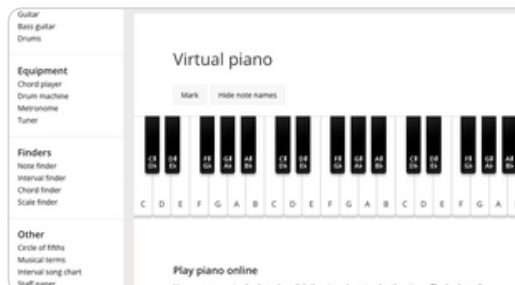 Guitar
Bass guitar
Drums
Equipment
Chord player
Drum machine
Metronome
Tuner
Finders
Note finder
Interval finder
Chord finder
Scale finder
Other
Circle of fifths
Musical terms
Interval song chart
Staff paper
Virtual piano
Mark Hide note names
C# D# F# G# A# C# D# F# G# A# C# D# F# G# A#
Db Eb Gb Ab Bb Db Eb Gb Ab Bb Db Eb Gb Ab Bb
C D E F G A B C D E F G A B C D E F G A
Play piano online